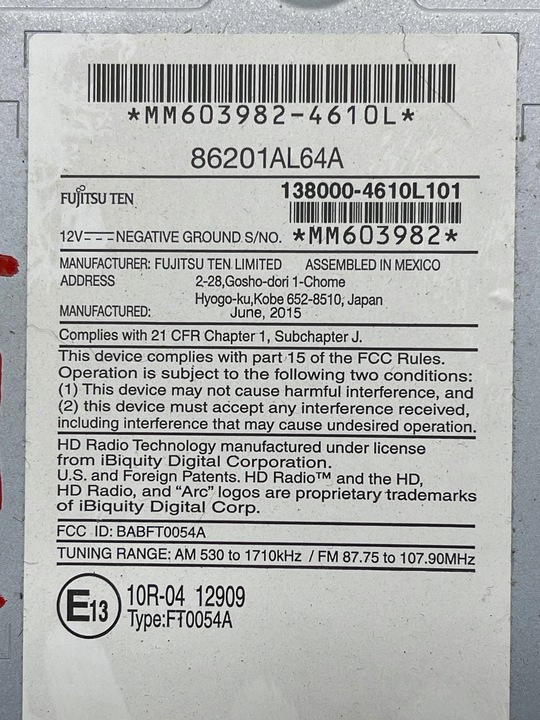 *MM603982-4610L*
86201AL64A
FUJITSU TEN 138000-4610L101
12V NEGATIVE GROUND S/NO. *MM603982*
MANUFACTURER: FUJITSU TEN LIMITED ASSEMBLED IN MEXICO
ADDRESS 2-28,Gosho-dori 1-Chome
Hyogo-ku,Kobe 652-8510, Japan
MANUFACTURED: June, 2015
Complies with 21 CFR Chapter 1, Subchapter J.
This device complies with part 15 of the FCC Rules.
Operation is subject to the following two conditions:
(1) This device may not cause harmful interference, and
(2) this device must accept any interference received,
including interference that may cause undesired operation.
HD Radio Technology manufactured under license
from iBiquity Digital Corporation.
U.S. and Foreign Patents. HD Radio™ and the HD,
HD Radio, and “Arc” logos are proprietary trademarks
of iBiquity Digital Corp.
FCC ID: BABFT0054A
TUNING RANGE: AM 530 to 1710kHz / FM 87.75 to 107.90MHz
E13 10R-04 12909
Type:FT0054A